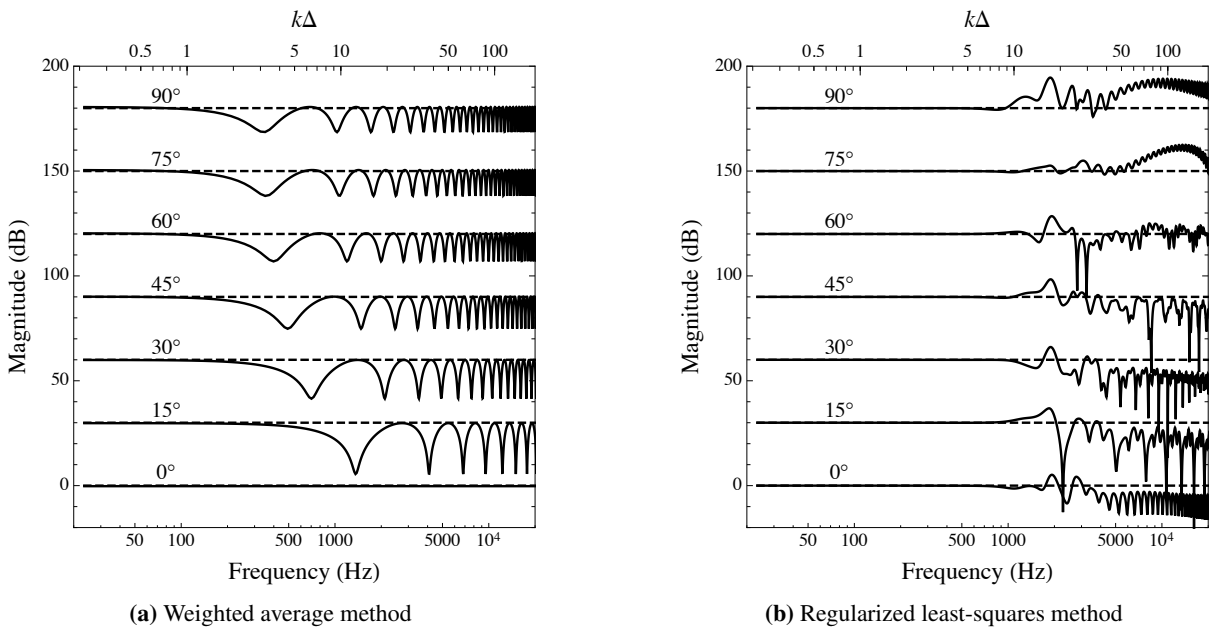 kΔ
0.5 1 5 10 50 100
200
150
100
50
0
Magnitude (dB)
90°
75°
60°
45°
30°
15°
0°
50 100 500 1000 5000 10⁴
Frequency (Hz)
(a) Weighted average method
kΔ
0.5 1 5 10 50 100
200
150
100
50
0
Magnitude (dB)
90°
75°
60°
45°
30°
15°
0°
50 100 500 1000 5000 10⁴
Frequency (Hz)
(b) Regularized least-squares method